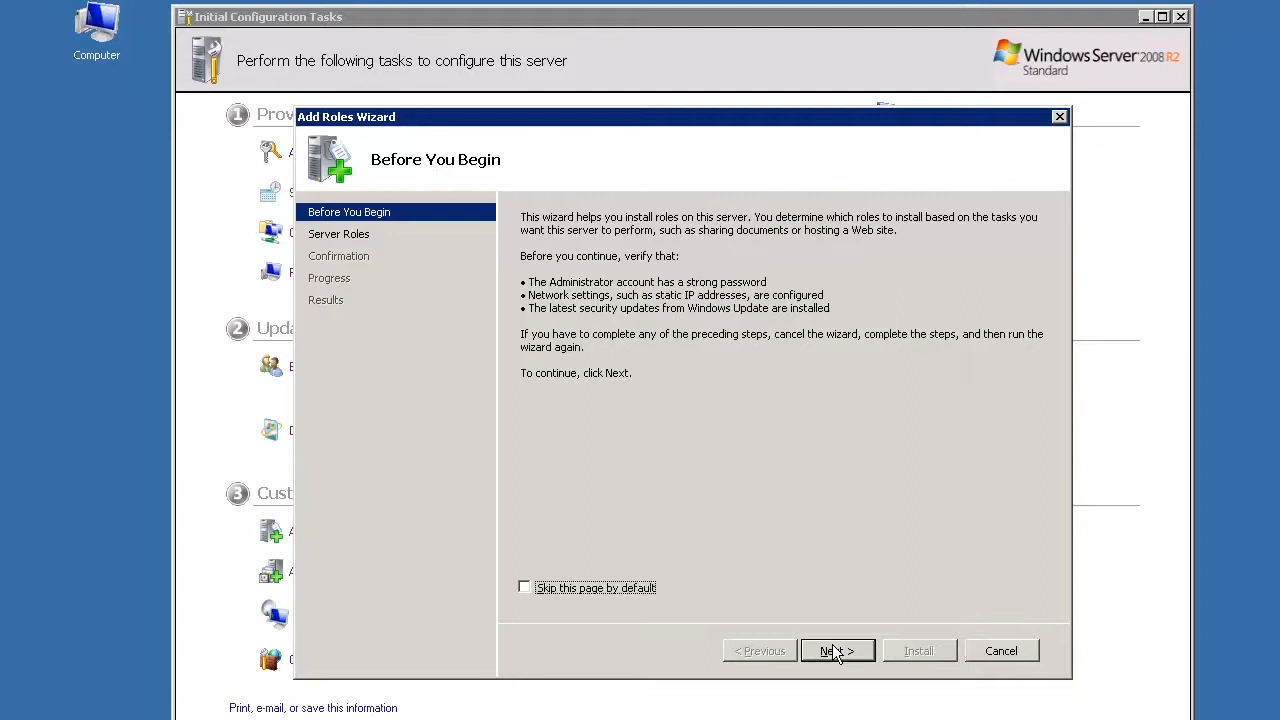 Computer
Initial Configuration Tasks
Perform the following tasks to configure this server
Windows Server 2008 R2
Standard
1
Add Roles Wizard
Before You Begin
Before You Begin
Server Roles
Confirmation
Progress
Results
This wizard helps you install roles on this server. You determine which roles to install based on the tasks you
want this server to perform, such as sharing documents or hosting a Web site.
Before you continue, verify that:
• The Administrator account has a strong password
• Network settings, such as static IP addresses, are configured
• The latest security updates from Windows Update are installed
If you have to complete any of the preceding steps, cancel the wizard, complete the steps, and then run the
wizard again.
To continue, click Next.
2
3
Skip this page by default
< Previous
Next >
Install
Cancel
Print, e-mail, or save this information